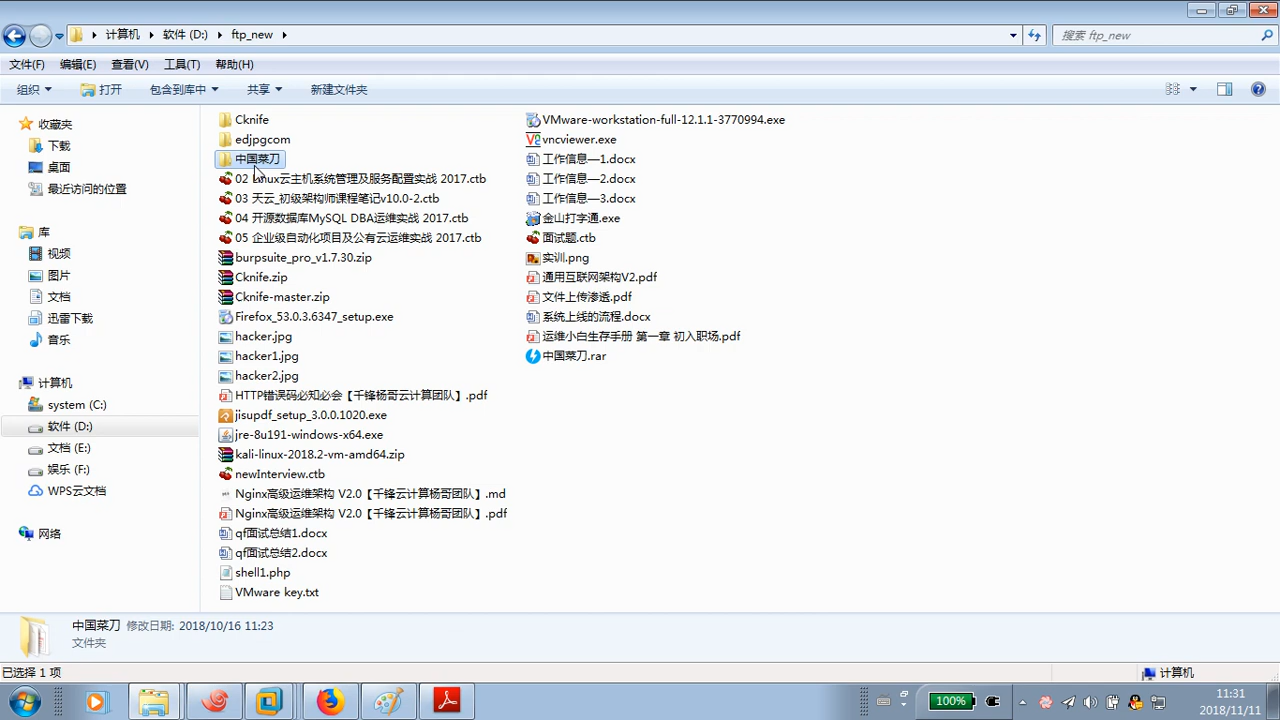 计算机 软件 (D:) ftp_new
搜索 ftp_new
文件(F) 编辑(E) 查看(V) 工具(T) 帮助(H)
组织 打开 包含到库中 共享 新建文件夹
收藏夹
下载
桌面
最近访问的位置
库
视频
图片
文档
迅雷下载
音乐
计算机
system (C:)
软件 (D:)
文档 (E:)
娱乐 (F:)
WPS云文档
网络
Cknife
edjpgcom
中国菜刀
02 Linux云主机系统管理及服务配置实战 2017.ctb
03 天云_初级架构师课程笔记v10.0-2.ctb
04 开源数据库MySQL DBA运维实战 2017.ctb
05 企业级自动化项目及公有云运维实战 2017.ctb
burpsuite_pro_v1.7.30.zip
Cknife.zip
Cknife-master.zip
Firefox_53.0.3.6347_setup.exe
hacker.jpg
hacker1.jpg
hacker2.jpg
HTTP错误码必知必会【千锋杨哥云计算团队】.pdf
jisupdf_setup_3.0.0.1020.exe
jre-8u191-windows-x64.exe
kali-linux-2018.2-vm-amd64.zip
newInterview.ctb
Nginx高级运维架构 V2.0【千锋云计算杨哥团队】.md
Nginx高级运维架构 V2.0【千锋云计算杨哥团队】.pdf
qf面试总结1.docx
qf面试总结2.docx
shell1.php
VMware key.txt
VMware-workstation-full-12.1.1-3770994.exe
vncviewer.exe
工作信息—1.docx
工作信息—2.docx
工作信息—3.docx
金山打字通.exe
面试题.ctb
实训.png
通用互联网架构V2.pdf
文件上传渗透.pdf
系统上线的流程.docx
运维小白生存手册 第一章 初入职场.pdf
中国菜刀.rar
中国菜刀 修改日期: 2018/10/16 11:23
文件夹
已选择 1 项
计算机
100%
11:31
2018/11/11